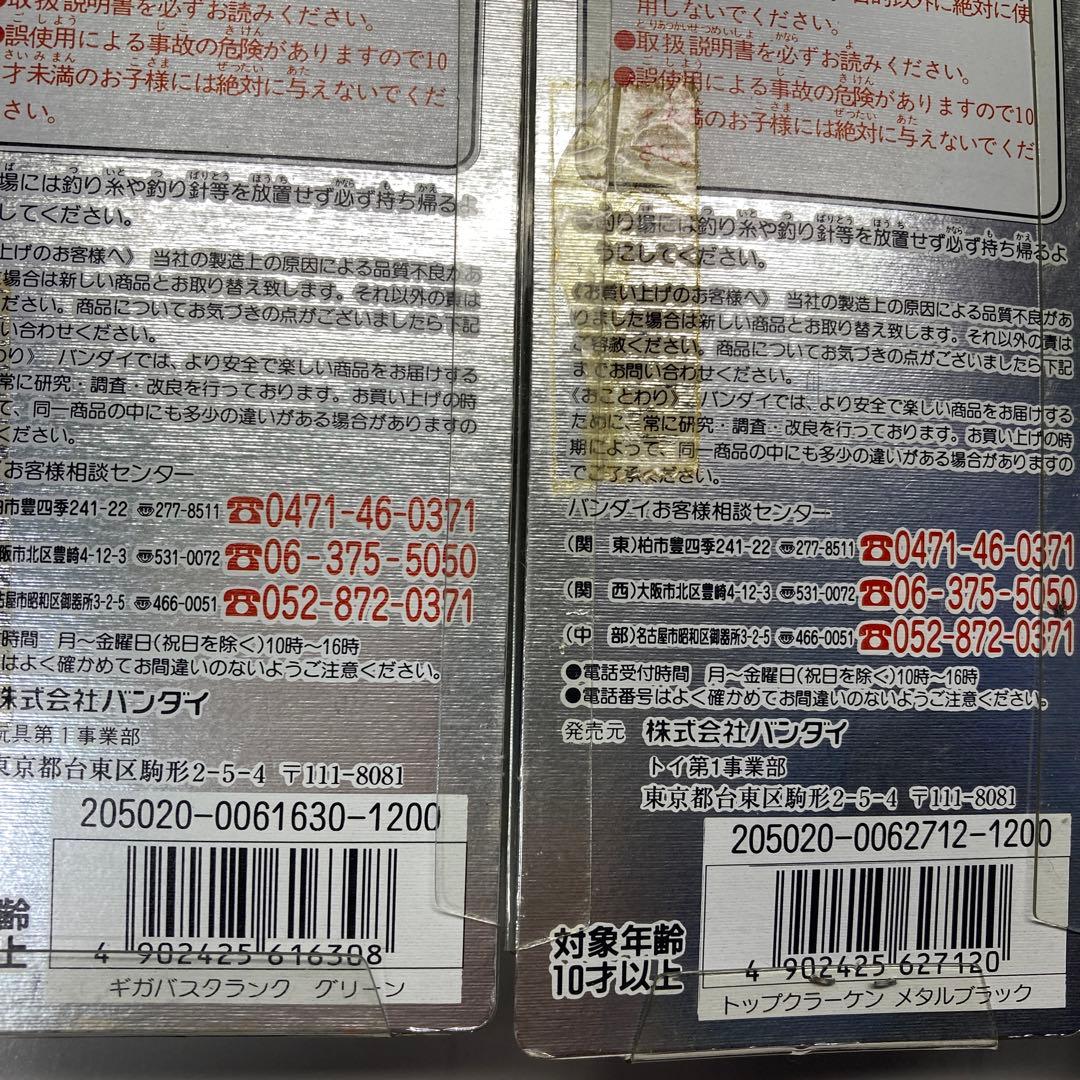 取扱説明書を必ずお読みください。
誤使用による事故の危険がありますので10
才未満のお子様には絶対に与えないでくだ
さい。
場には釣り糸や釣り針等を放置せず必ず持ち帰るよ
してください。
上げのお客様へ》 当社の製造上の原因による品質不良があ
場合は新しい商品とお取り替え致します。それ以外の責は
ださい。商品についてお気づきの点がございましたら下記
い合わせください。
わり》 バンダイでは、より安全で楽しい商品をお届けする
常に研究・調査・改良を行っております。お買い上げの時
て、同一商品の中にも多少の違いがある場合がありますの
ください。
お客様相談センター
柏市豊四季241-22 〠277-8511 ☎0471-46-0371
阪市北区豊崎4-12-3 〠531-0072 ☎06-375-5050
古屋市昭和区御器所3-2-5 〠466-0051 ☎052-872-0371
付時間 月〜金曜日(祝日を除く)10時〜16時
はよく確かめてお間違いのないようご注意ください。
株式会社バンダイ
玩具第1事業部
東京都台東区駒形2-5-4 〒111-8081
205020-0061630-1200
4 902425 616308
ギガバスクランク グリーン
齢
上
用しないでください。
●取扱説明書を必ずお読みください。
●誤使用による事故の危険がありますので10
才未満のお子様には絶対に与えないでくだ
さい。
●釣り場には釣り糸や釣り針等を放置せず必ず持ち帰るよ
うにしてください。
《お買い上げのお客様へ》 当社の製造上の原因による品質不良があ
りました場合は新しい商品とお取り替え致します。それ以外の責は
ご容赦ください。商品についてお気づきの点がございましたら下記
までお問い合わせください。
《おことわり》 バンダイでは、より安全で楽しい商品をお届けする
ために、常に研究・調査・改良を行っております。お買い上げの時
期によって、同一商品の中にも多少の違いがある場合がありますの
でご了承ください。
バンダイお客様相談センター
(関 東)柏市豊四季241-22 〠277-8511 ☎0471-46-0371
(関 西)大阪市北区豊崎4-12-3 〠531-0072 ☎06-375-5050
(中 部)名古屋市昭和区御器所3-2-5 〠466-0051 ☎052-872-0371
●電話受付時間 月〜金曜日(祝日を除く)10時〜16時
●電話番号はよく確かめてお間違いのないようご注意ください。
発売元 株式会社バンダイ
トイ第1事業部
東京都台東区駒形2-5-4 〒111-8081
205020-0062712-1200
4 902425 627120
トップクラーケン メタルブラック
対象年齢
10才以上